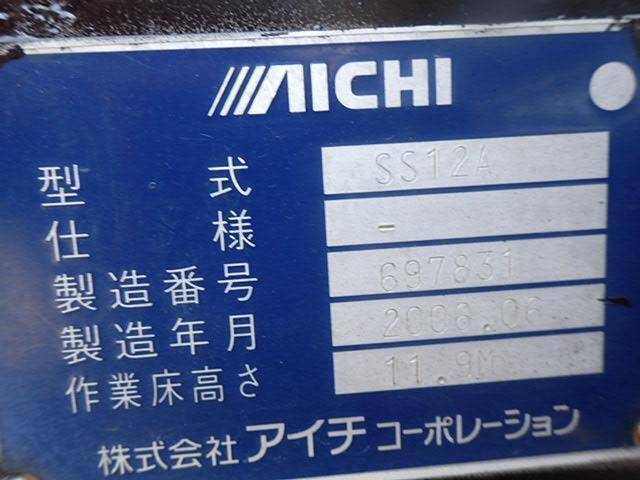 AICHI
型式 SS12A
仕様 -
製造番号 697831
製造年月 2006.06
作業床高さ 11.9M
株式会社 アイチ コーポレーション